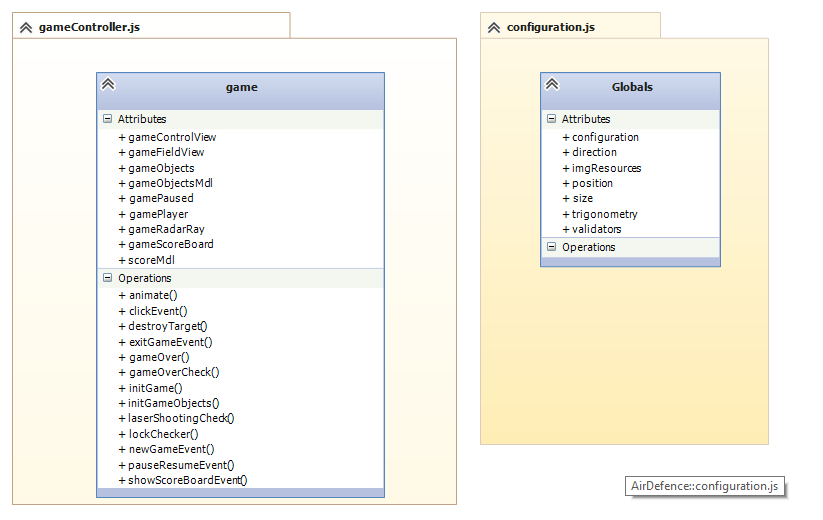 gameController.js
game
Attributes
+ gameControlView
+ gameFieldView
+ gameObjects
+ gameObjectsMdl
+ gamePaused
+ gamePlayer
+ gameRadarRay
+ gameScoreBoard
+ scoreMdl
Operations
+ animate()
+ clickEvent()
+ destroyTarget()
+ exitGameEvent()
+ gameOver()
+ gameOverCheck()
+ initGame()
+ initGameObjects()
+ laserShootingCheck()
+ lockChecker()
+ newGameEvent()
+ pauseResumeEvent()
+ showScoreBoardEvent()
configuration.js
Globals
Attributes
+ configuration
+ direction
+ imgResources
+ position
+ size
+ trigonometry
+ validators
Operations
AirDefence::configuration.js